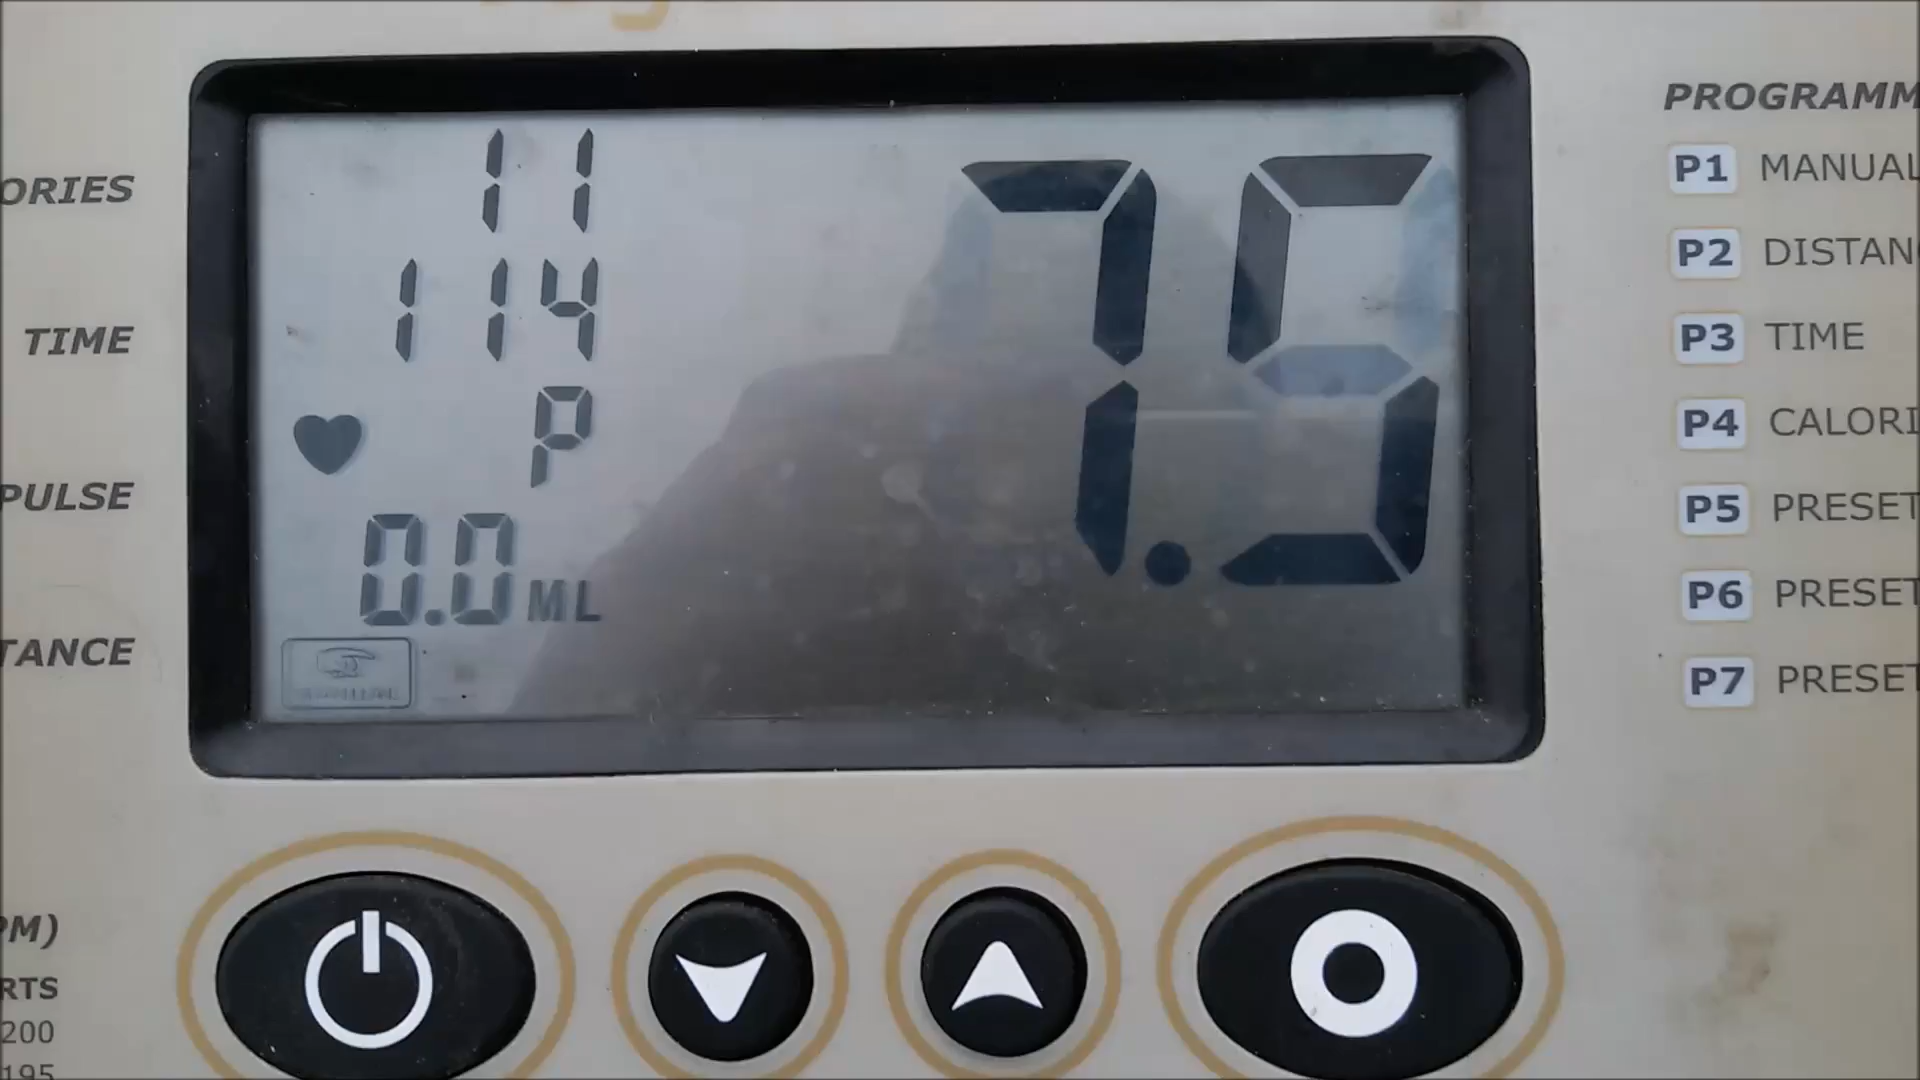 PROGRAMM
ORIES
11
7.5
P1 MANUAL
P2 DISTAN
TIME
114
P3 TIME
P4 CALORI
PULSE
P
P5 PRESET
TANCE
0.0 ML
P6 PRESET
P7 PRESET
PM)
RTS
200
195